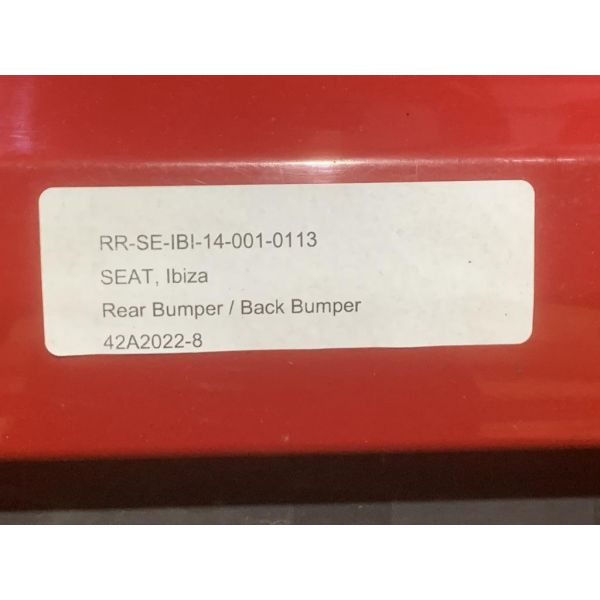 RR-SE-IBI-14-001-0113
SEAT, Ibiza
Rear Bumper / Back Bumper
42A2022-8